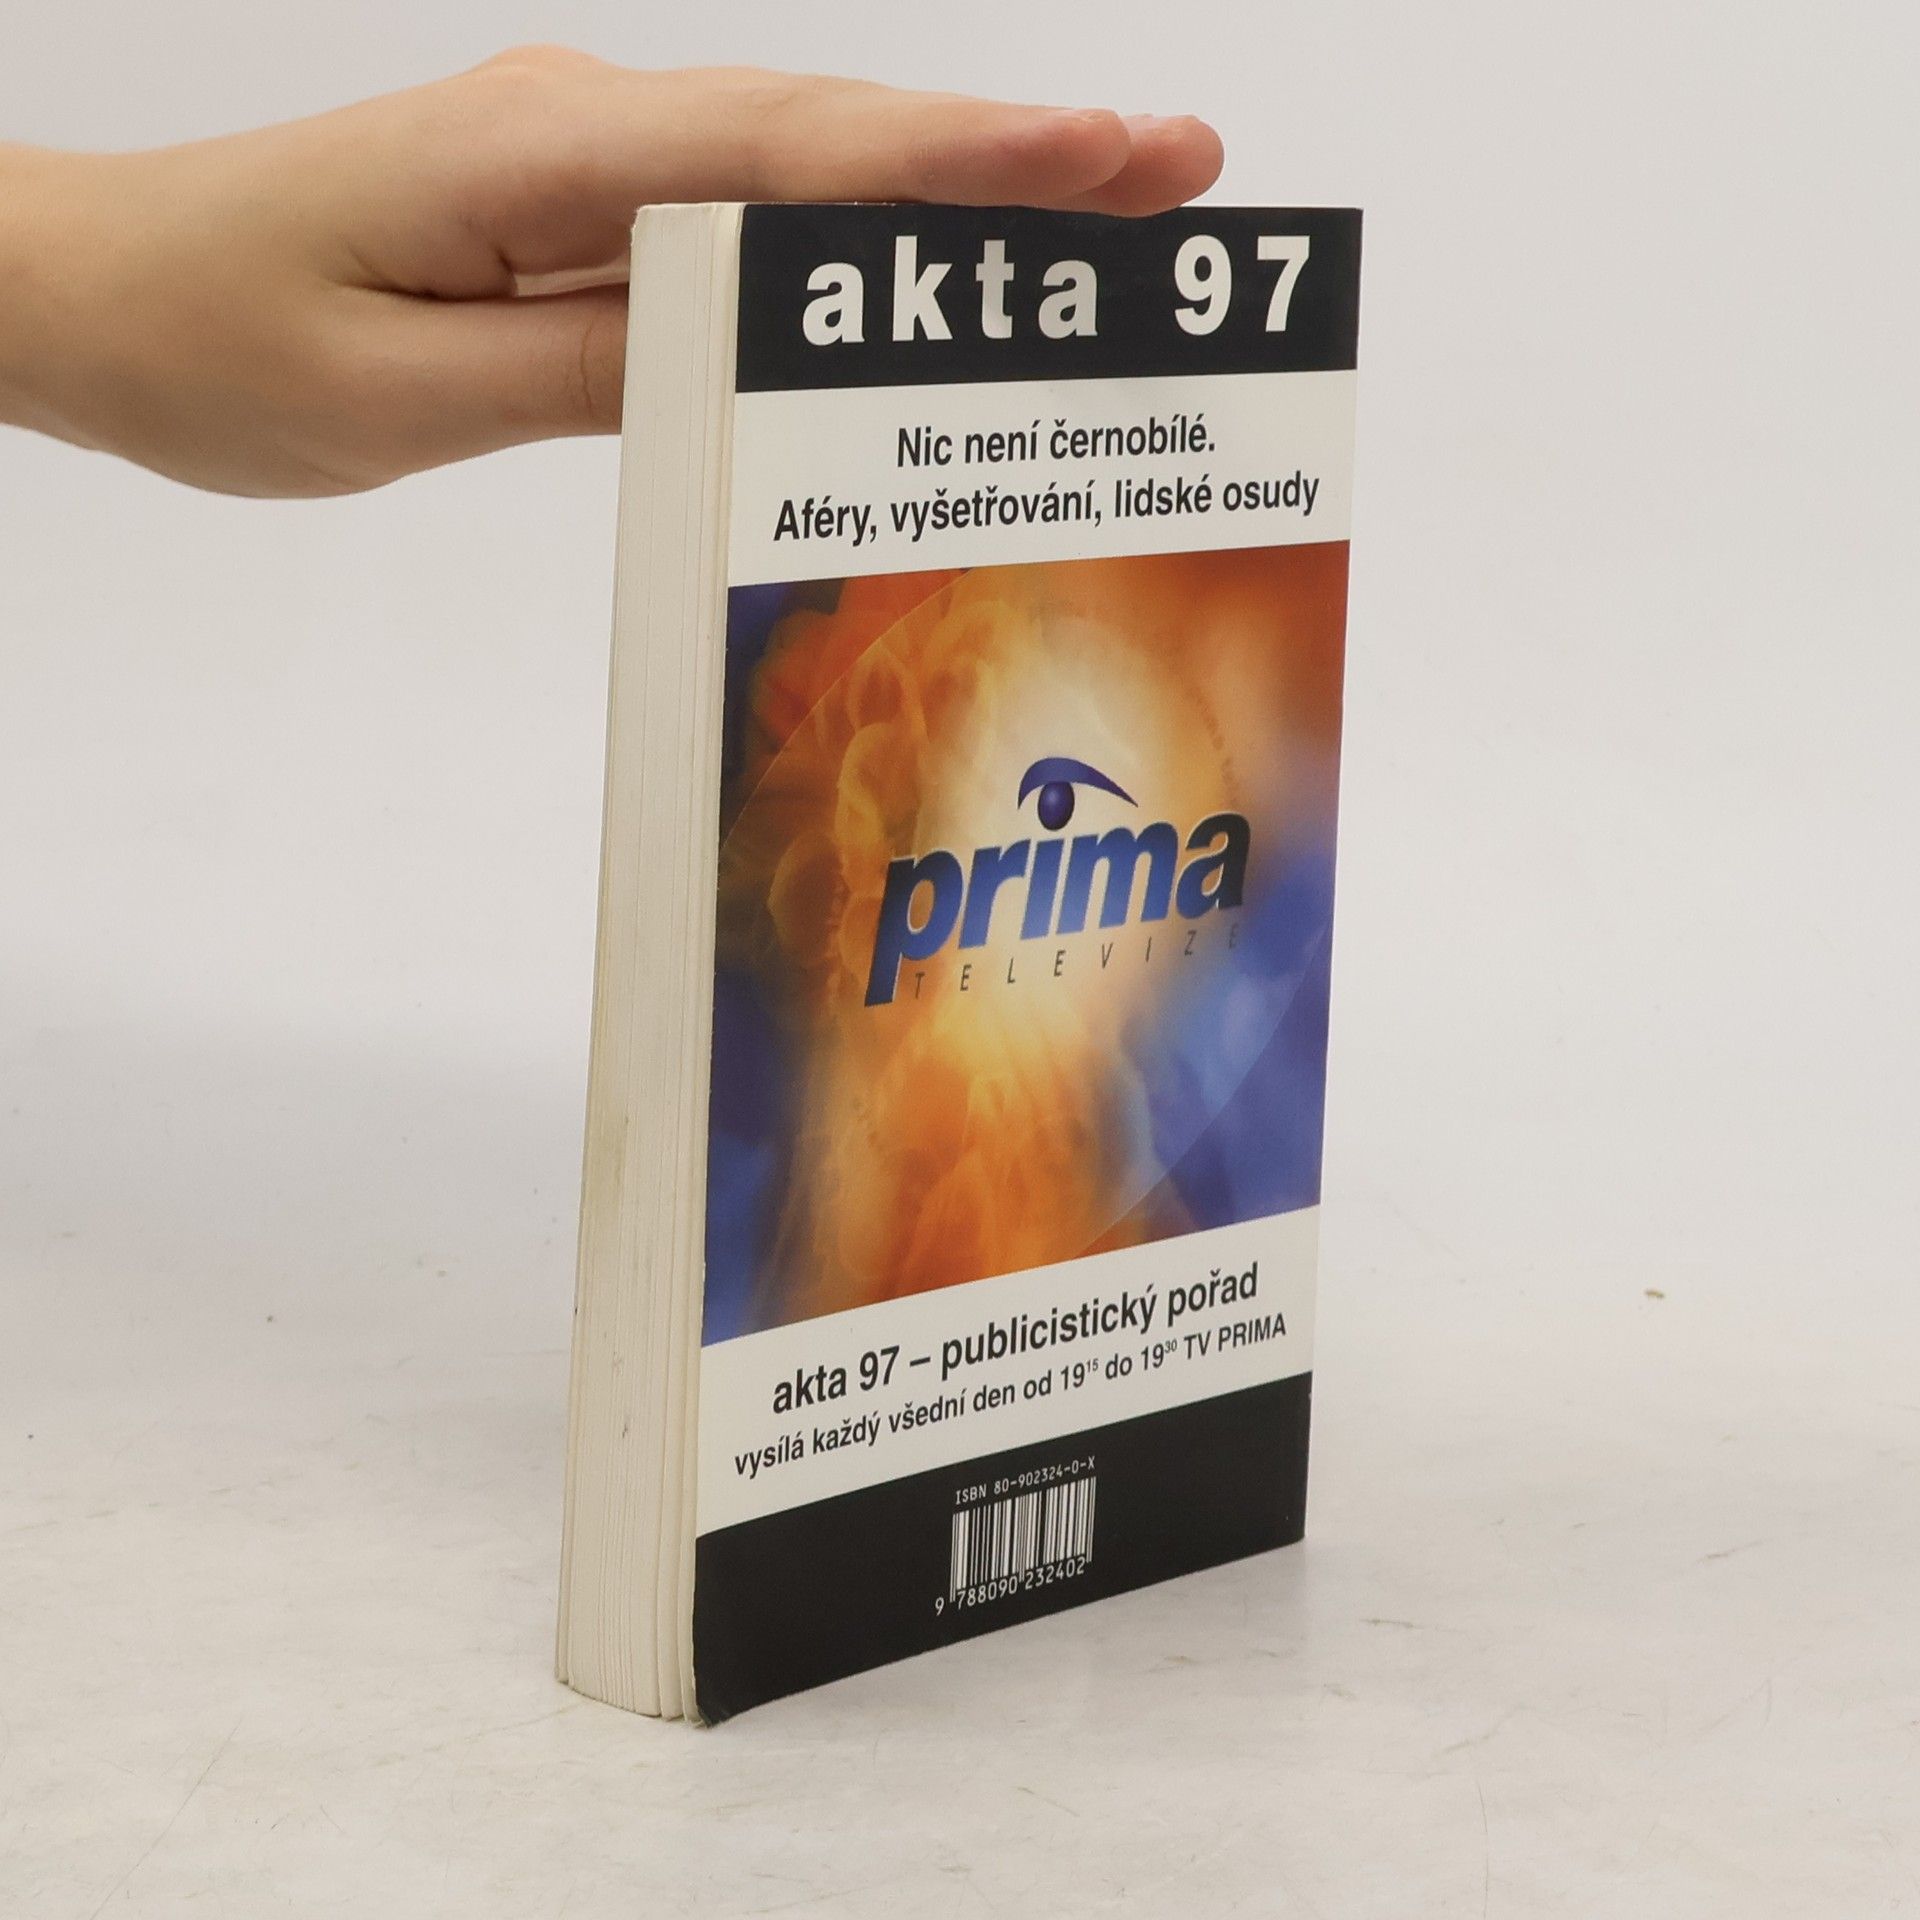 akta 97
Nic není černobílé.
Aféry, vyšetřování, lidské osudy
prima
TELEVIZE
akta 97 – publicistický pořad
vysílá každý všední den od 19¹⁵ do 19³⁰ TV PRIMA
ISBN 80-902324-0-X
9 788090 232402